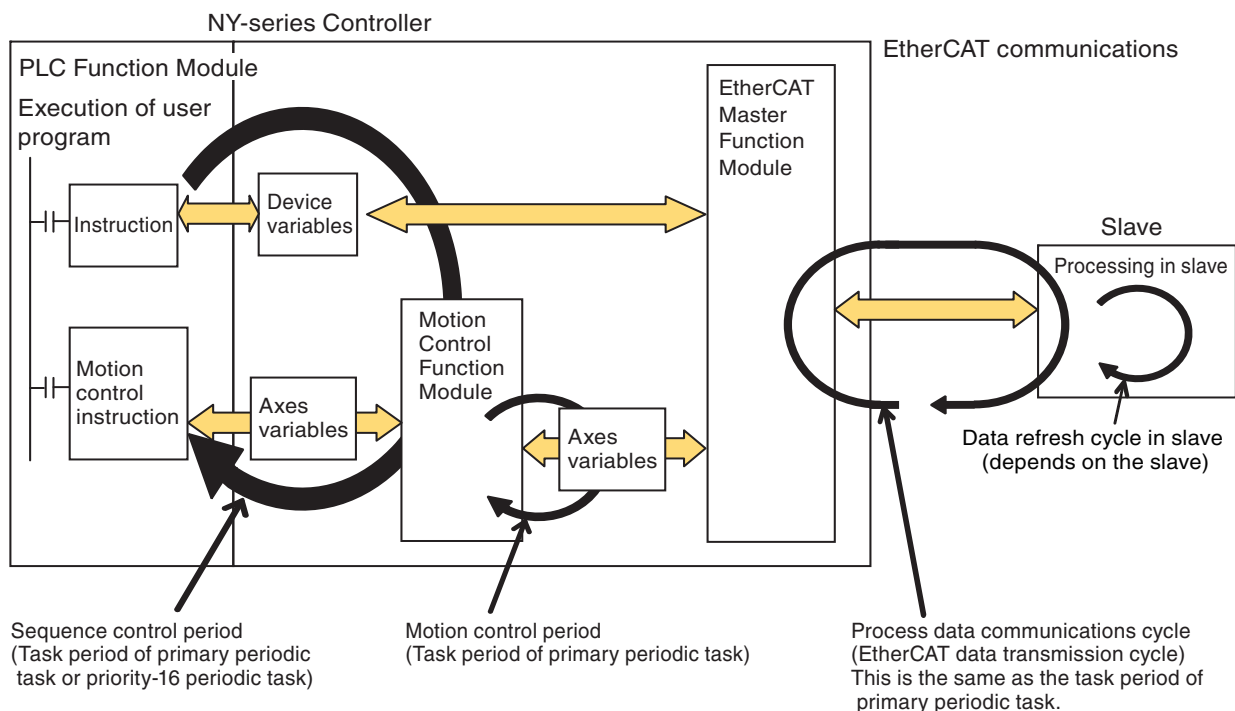 NY-series Controller
EtherCAT communications
PLC Function Module
Execution of user
program
Instruction
Device
variables
EtherCAT
Master
Function
Module
Slave
Processing in slave
Motion
control
instruction
Axes
variables
Motion
Control
Function
Module
Axes
variables
Data refresh cycle in slave
(depends on the slave)
Sequence control period
(Task period of primary periodic
task or priority-16 periodic task)
Motion control period
(Task period of primary periodic task)
Process data communications cycle
(EtherCAT data transmission cycle)
This is the same as the task period of
primary periodic task.